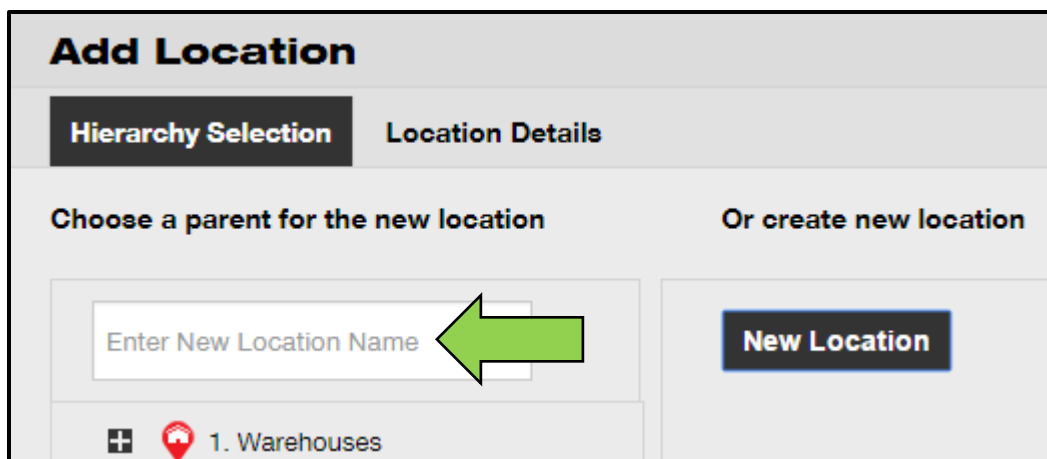 Add Location
Hierarchy Selection Location Details
Choose a parent for the new location
Or create new location
Enter New Location Name
New Location
1. Warehouses